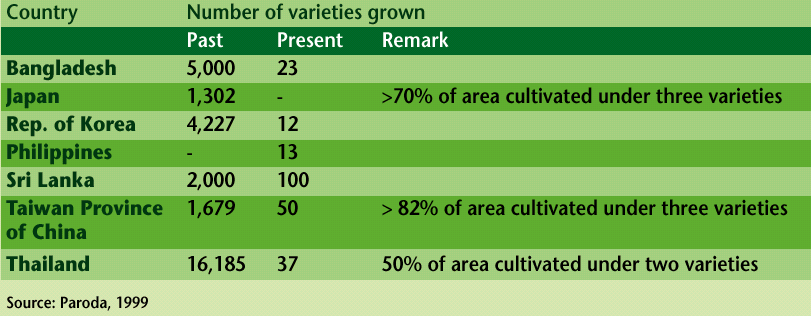 Country Number of varieties grown
Past Present Remark
Bangladesh 5,000 23
Japan 1,302 - >70% of area cultivated under three varieties
Rep. of Korea 4,227 12
Philippines - 13
Sri Lanka 2,000 100
Taiwan Province 1,679 50 > 82% of area cultivated under three varieties
of China
Thailand 16,185 37 50% of area cultivated under two varieties
Source: Paroda, 1999